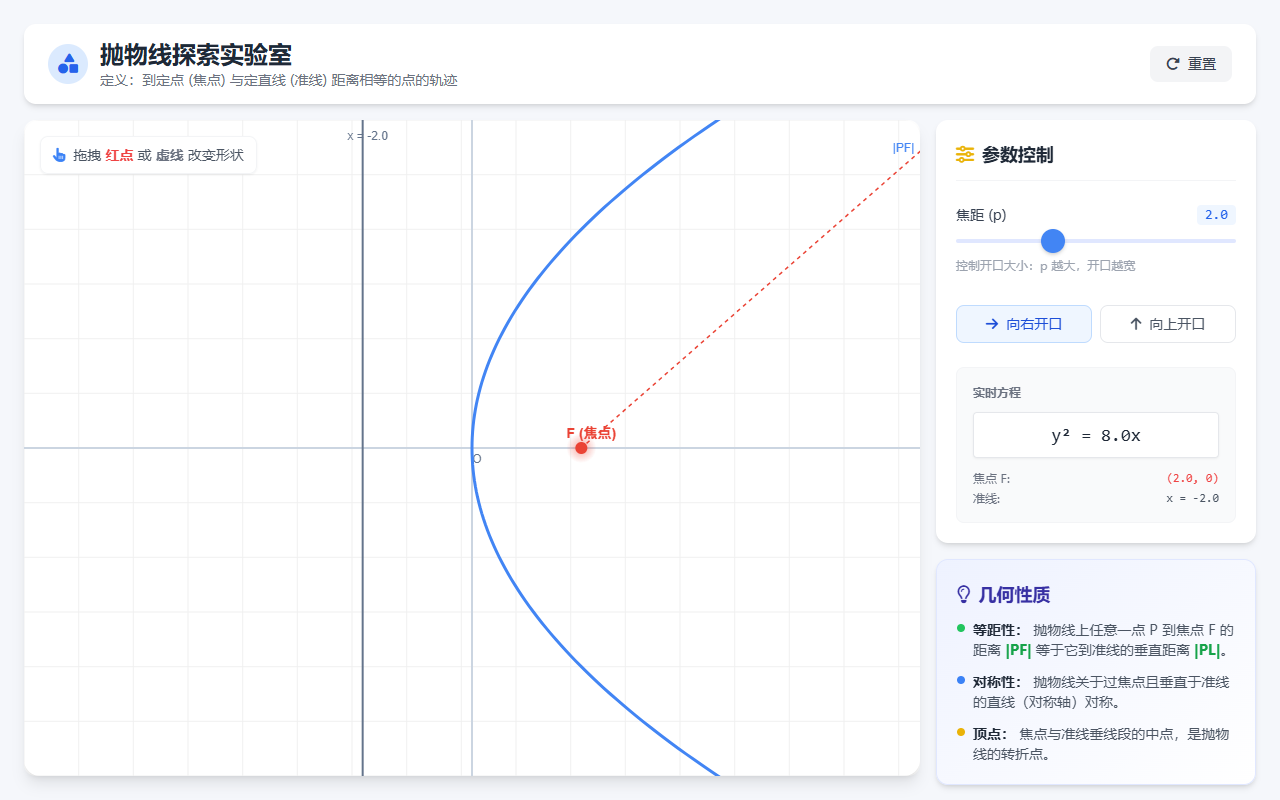 抛物线探索实验室
定义：到定点 (焦点) 与定直线 (准线) 距离相等的点的轨迹
重置
x = -2.0
拖拽 红点 或 虚线 改变形状
|PF|
F (焦点)
O
参数控制
焦距 (p)
2.0
控制开口大小：p 越大，开口越宽
向右开口
向上开口
实时方程
y² = 8.0x
焦点 F:
(2.0, 0)
准线:
x = -2.0
几何性质
等距性： 抛物线上任意一点 P 到焦点 F 的
距离 |PF| 等于它到准线的垂直距离 |PL|。
对称性： 抛物线关于过焦点且垂直于准线
的直线（对称轴）对称。
顶点： 焦点与准线垂线段的中点，是抛物
线的转折点。